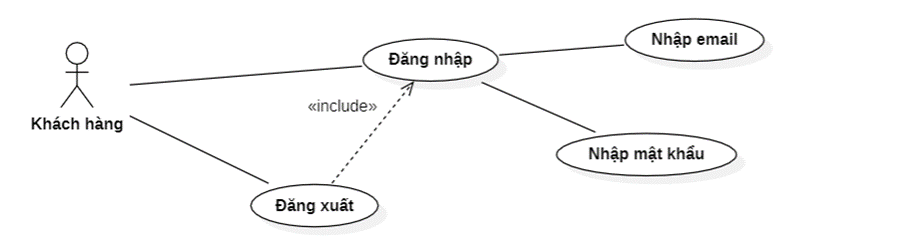 Nhập email
Đăng nhập
«include»
Khách hàng
Nhập mật khẩu
Đăng xuất